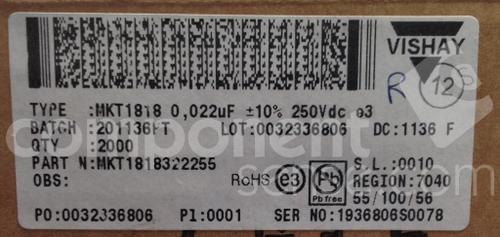 VISHAY
R 12
TYPE :MKT1818 0,022uF ±10% 250Vdc e3
BATCH :201136FT LOT:0032336806 DC:1136 F
QTY :2000
PART N:MKT1818322255 S.L.:0010
OBS: RoHS e3 Pb REGION:7040
Pb free 55/100/56
PO:0032336806 P1:0001 SER NO:1936806S0078
component